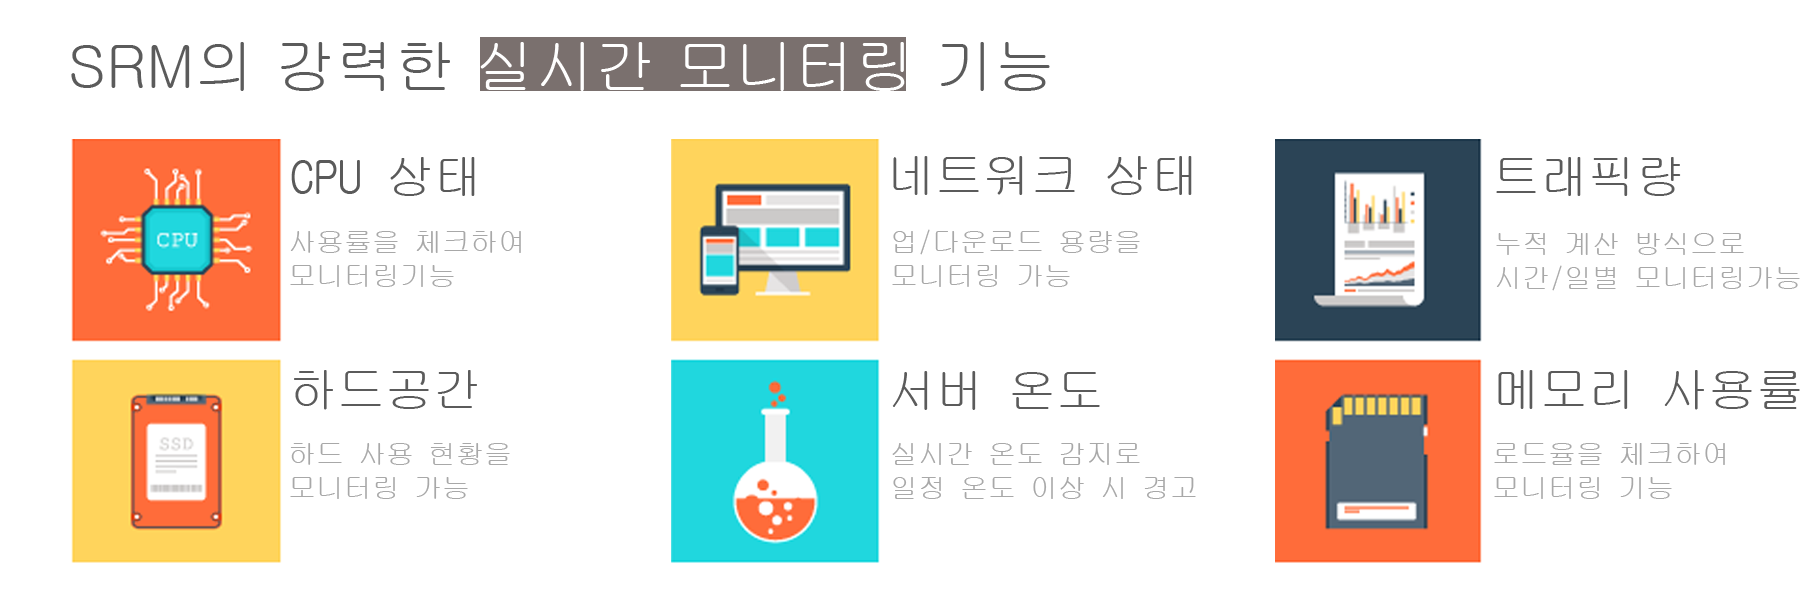 SRM의 강력한 실시간 모니터링 기능
CPU 상태
CPU
사용률을 체크하여
모니터링기능
네트워크 상태
업/다운로드 용량을
모니터링 가능
트래픽량
누적 계산 방식으로
시간/일별 모니터링가능
하드공간
SSD
하드 사용 현황을
모니터링 가능
서버 온도
실시간 온도 감지로
일정 온도 이상 시 경고
메모리 사용률
로드율을 체크하여
모니터링 기능